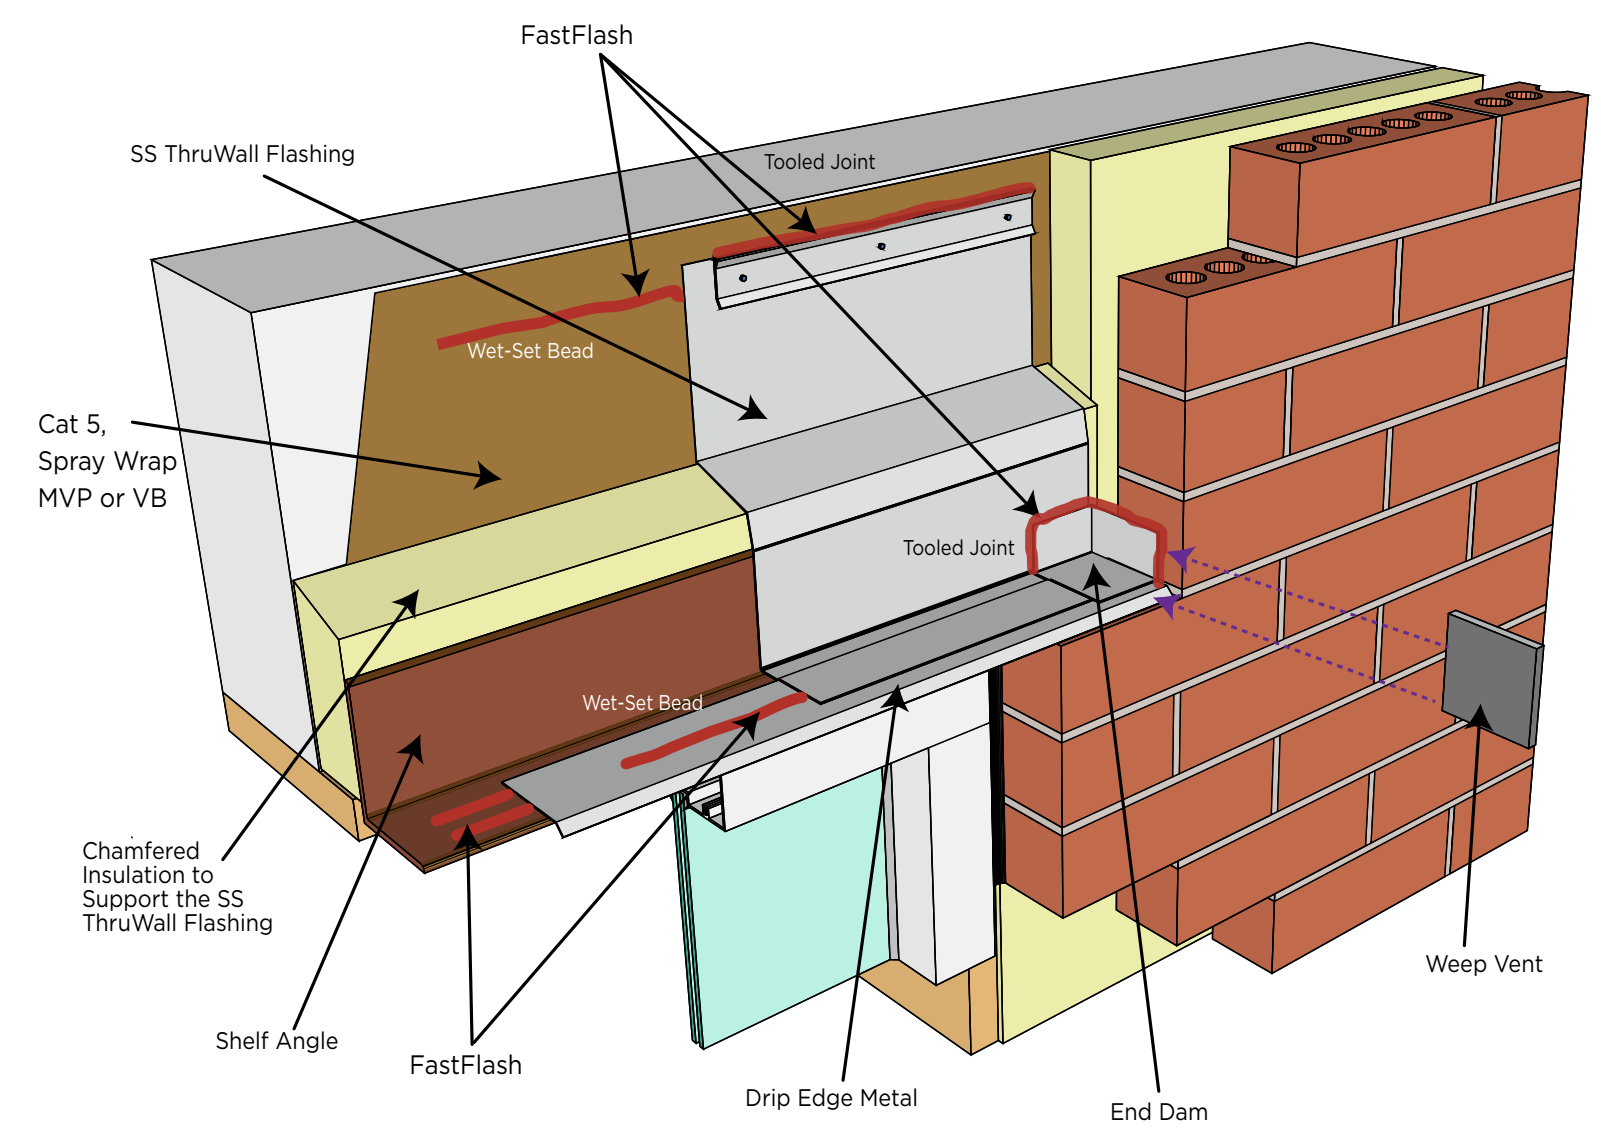 FastFlash
SS ThruWall Flashing
Tooled Joint
Wet-Set Bead
Cat 5,
Spray Wrap
MVP or VB
Tooled Joint
Wet-Set Bead
Chamfered
Insulation to
Support the SS
ThruWall Flashing
Weep Vent
Shelf Angle
FastFlash
Drip Edge Metal
End Dam